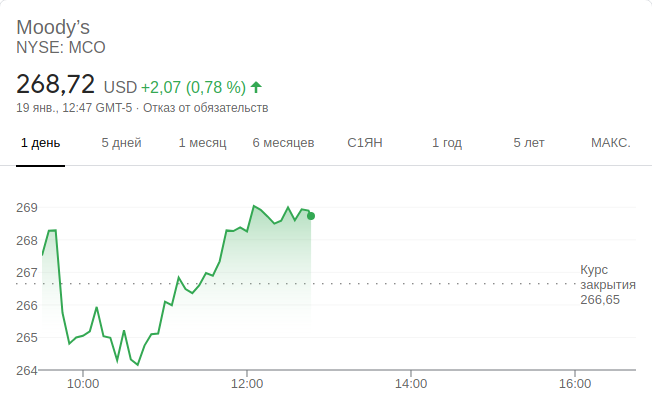 Moody’s
NYSE: MCO
268,72 USD +2,07 (0,78 %)
19 янв., 12:47 GMT-5 · Отказ от обязательств
1 день 5 дней 1 месяц 6 месяцев С1ЯН 1 год 5 лет МАКС.
269
268
267
266
265
264
Курс
закрытия
266,65
10:00 12:00 14:00 16:00